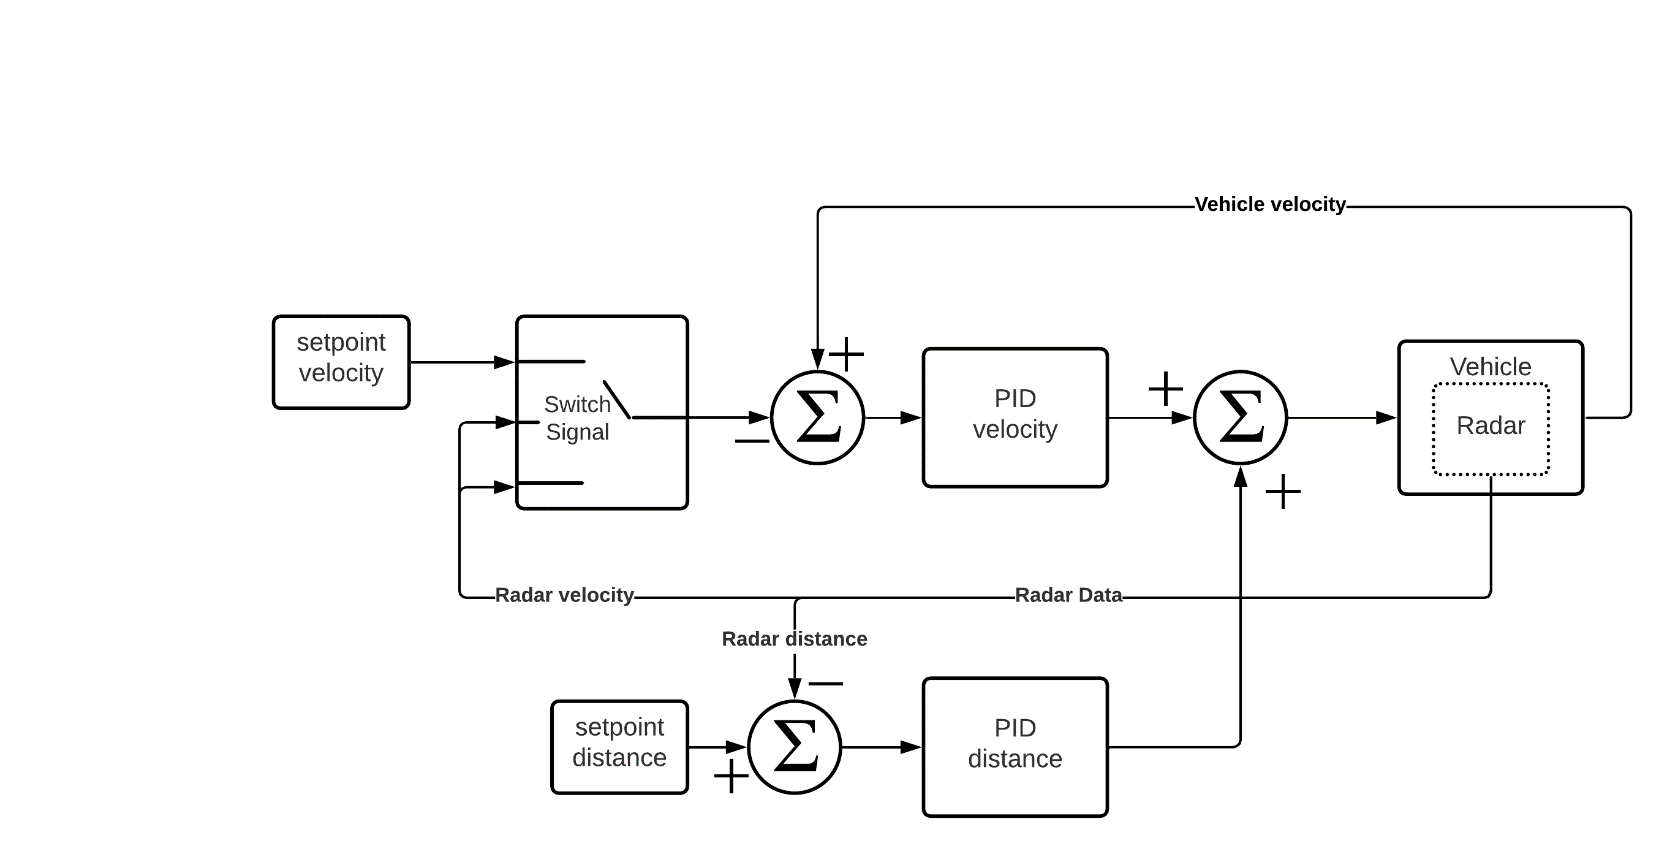 Vehicle velocity
setpoint
velocity
Switch
Signal
Σ
PID
velocity
Σ
Vehicle
Radar
Radar velocity
Radar Data
Radar distance
setpoint
distance
Σ
PID
distance